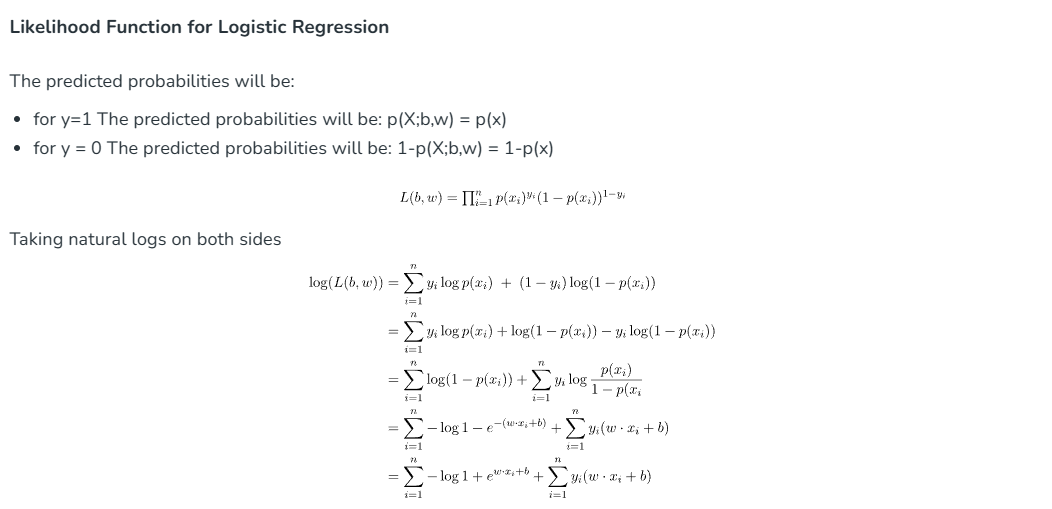 Likelihood Function for Logistic Regression
The predicted probabilities will be:
• for y=1 The predicted probabilities will be: p(X;b,w) = p(x)
• for y = 0 The predicted probabilities will be: 1-p(X;b,w) = 1-p(x)
$L(b, w) = \prod_{i=1}^{n} p(x_i)^{y_i}(1 - p(x_i))^{1-y_i}$
Taking natural logs on both sides
$\log(L(b, w)) = \sum_{i=1}^{n} y_i \log p(x_i) + (1 - y_i) \log(1 - p(x_i))$
$= \sum_{i=1}^{n} y_i \log p(x_i) + \log(1 - p(x_i)) - y_i \log(1 - p(x_i))$
$= \sum_{i=1}^{n} \log(1 - p(x_i)) + \sum_{i=1}^{n} y_i \log \frac{p(x_i)}{1 - p(x_i}$
$= \sum_{i=1}^{n} -\log 1 - e^{-(w \cdot x_i + b)} + \sum_{i=1}^{n} y_i(w \cdot x_i + b)$
$= \sum_{i=1}^{n} -\log 1 + e^{w \cdot x_i + b} + \sum_{i=1}^{n} y_i(w \cdot x_i + b)$